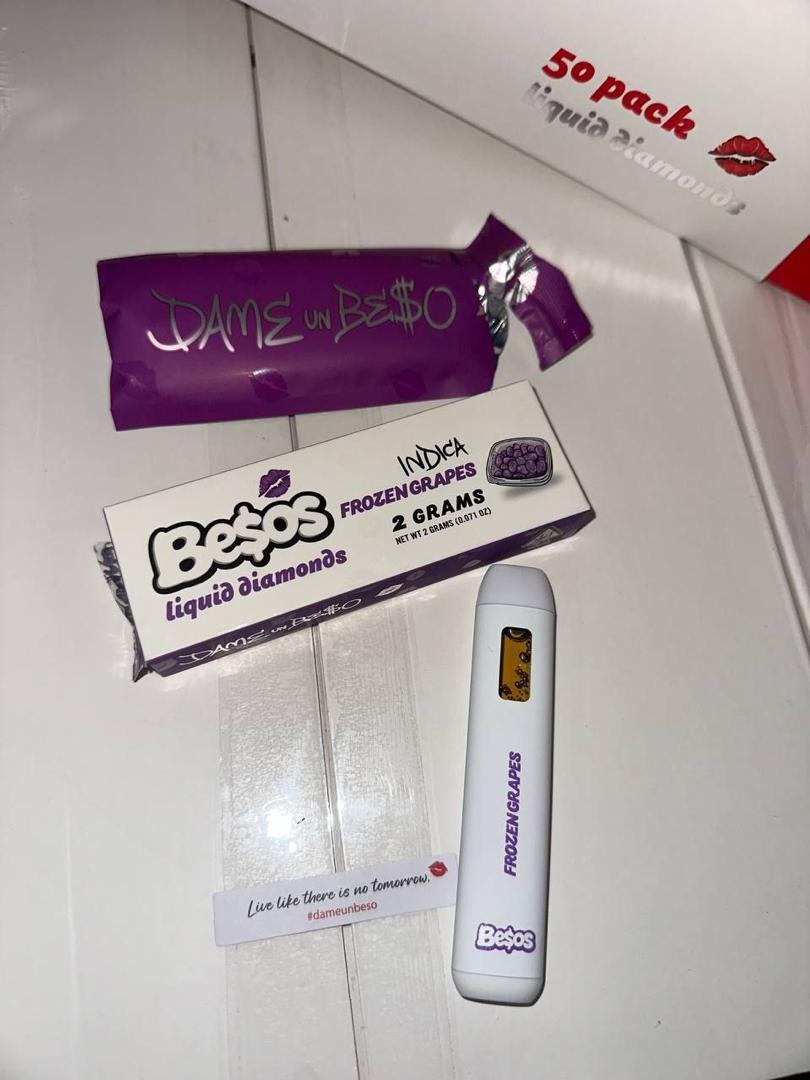 50 pack
liquid diamonds
DAME UN BE$O
INDICA
FROZEN GRAPES
2 GRAMS
NET WT 2 GRAMS (0.071 OZ)
Be$os
liquid diamonds
DAME UN BE$O
FROZEN GRAPES
Be$os
Live like there is no tomorrow.
#dameunbeso